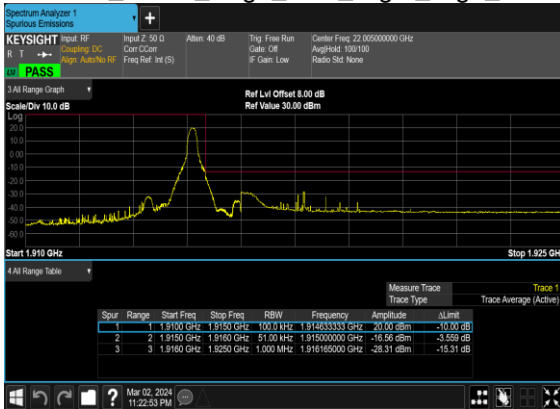 Spectrum Analyzer 1
Spurious Emissions
+
KEYSIGHT Input: RF Input Z: 50 Ω Atten: 40 dB Trig: Free Run Center Freq: 22.005000000 GHz
R T Coupling: DC Corr CCorr Gate: Off Avg|Hold: 100/100
Align: Auto/No RF Freq Ref: Int (S) IF Gain: Low Radio Std: None
LXI PASS
3 All Range Graph
Ref Lvl Offset 8.00 dB
Scale/Div 10.0 dB Ref Value 30.00 dBm
Log
20.0
10.0
0.00
-10.0
-20.0
-30.0
-40.0
-50.0
-60.0
Start 1.910 GHz Stop 1.925 GH
4 All Range Table
Measure Trace Trace 1
Trace Type Trace Average (Active)
Spur Range Start Freq Stop Freq RBW Frequency Amplitude ΔLimit
1 1 1.9100 GHz 1.9150 GHz 100.0 kHz 1.914633333 GHz 20.00 dBm -10.00 dB
2 2 1.9150 GHz 1.9160 GHz 51.00 kHz 1.915000000 GHz -16.56 dBm -3.559 dB
3 3 1.9160 GHz 1.9250 GHz 1.000 MHz 1.916165000 GHz -28.31 dBm -15.31 dB
? Mar 02, 2024
11:22:53 PM